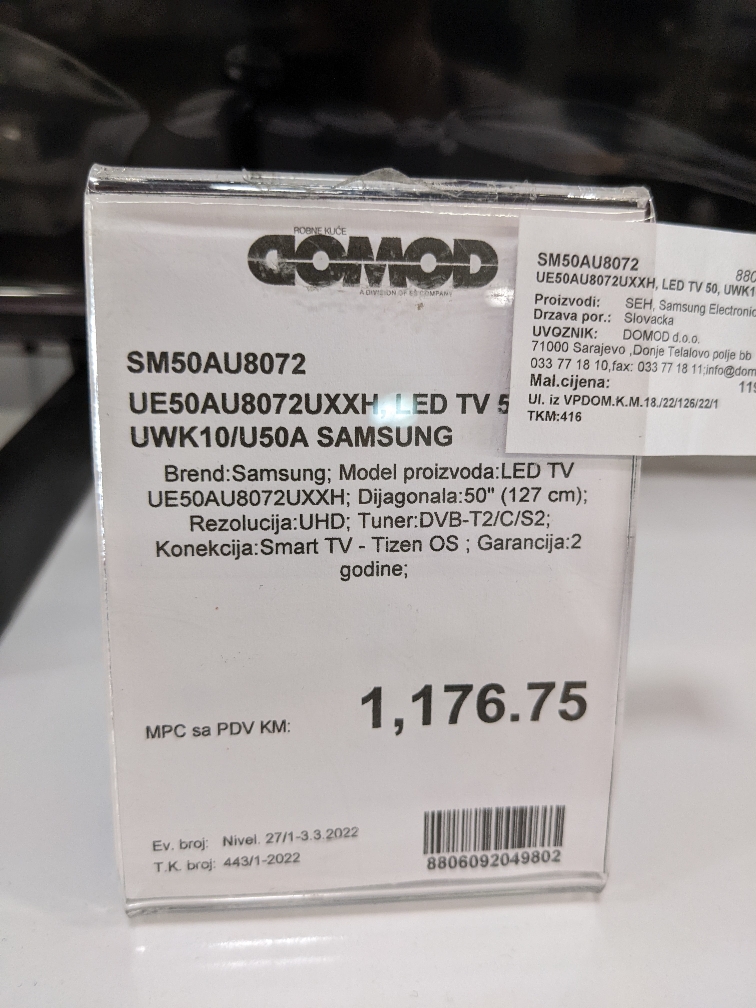 ROBNE KUĆE
DOMOD
A DIVISION OF ES COMPANY
SM50AU8072
UE50AU8072UXXH, LED TV 5
UWK10/U50A SAMSUNG
Brend:Samsung; Model proizvoda:LED TV
UE50AU8072UXXH; Dijagonala:50" (127 cm);
Rezolucija:UHD; Tuner:DVB-T2/C/S2;
Konekcija:Smart TV - Tizen OS ; Garancija:2
godine;
MPC sa PDV KM: 1,176.75
Ev. broj: Nivel. 27/1-3.3.2022
T.K. broj: 443/1-2022
8806092049802
SM50AU8072 880
UE50AU8072UXXH, LED TV 50, UWK1
Proizvodi: SEH, Samsung Electronic
Drzava por.: Slovacka
UVOZNIK: DOMOD d.o.o.
71000 Sarajevo ,Donje Telalovo polje bb
033 77 18 10,fax: 033 77 18 11;info@dom
Mal.cijena: 119
Ul. iz VPDOM.K.M.18./22/126/22/1
TKM:416